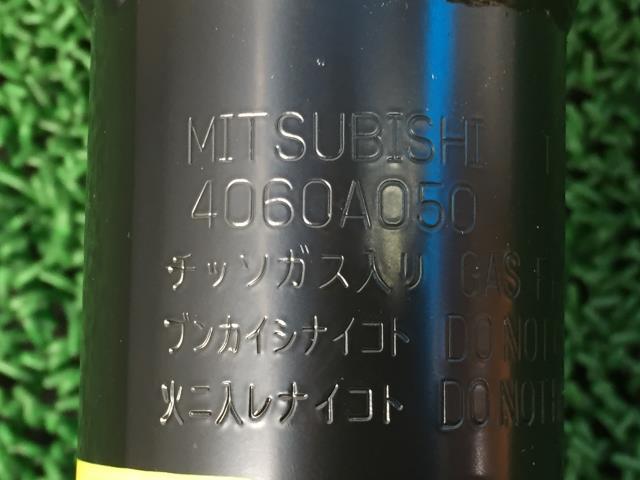 MITSUBISHI T
4060A050
チッソガス入リ GAS
ブンカイシナイコト DO NOT
火ニ入レナイコト DO NOT